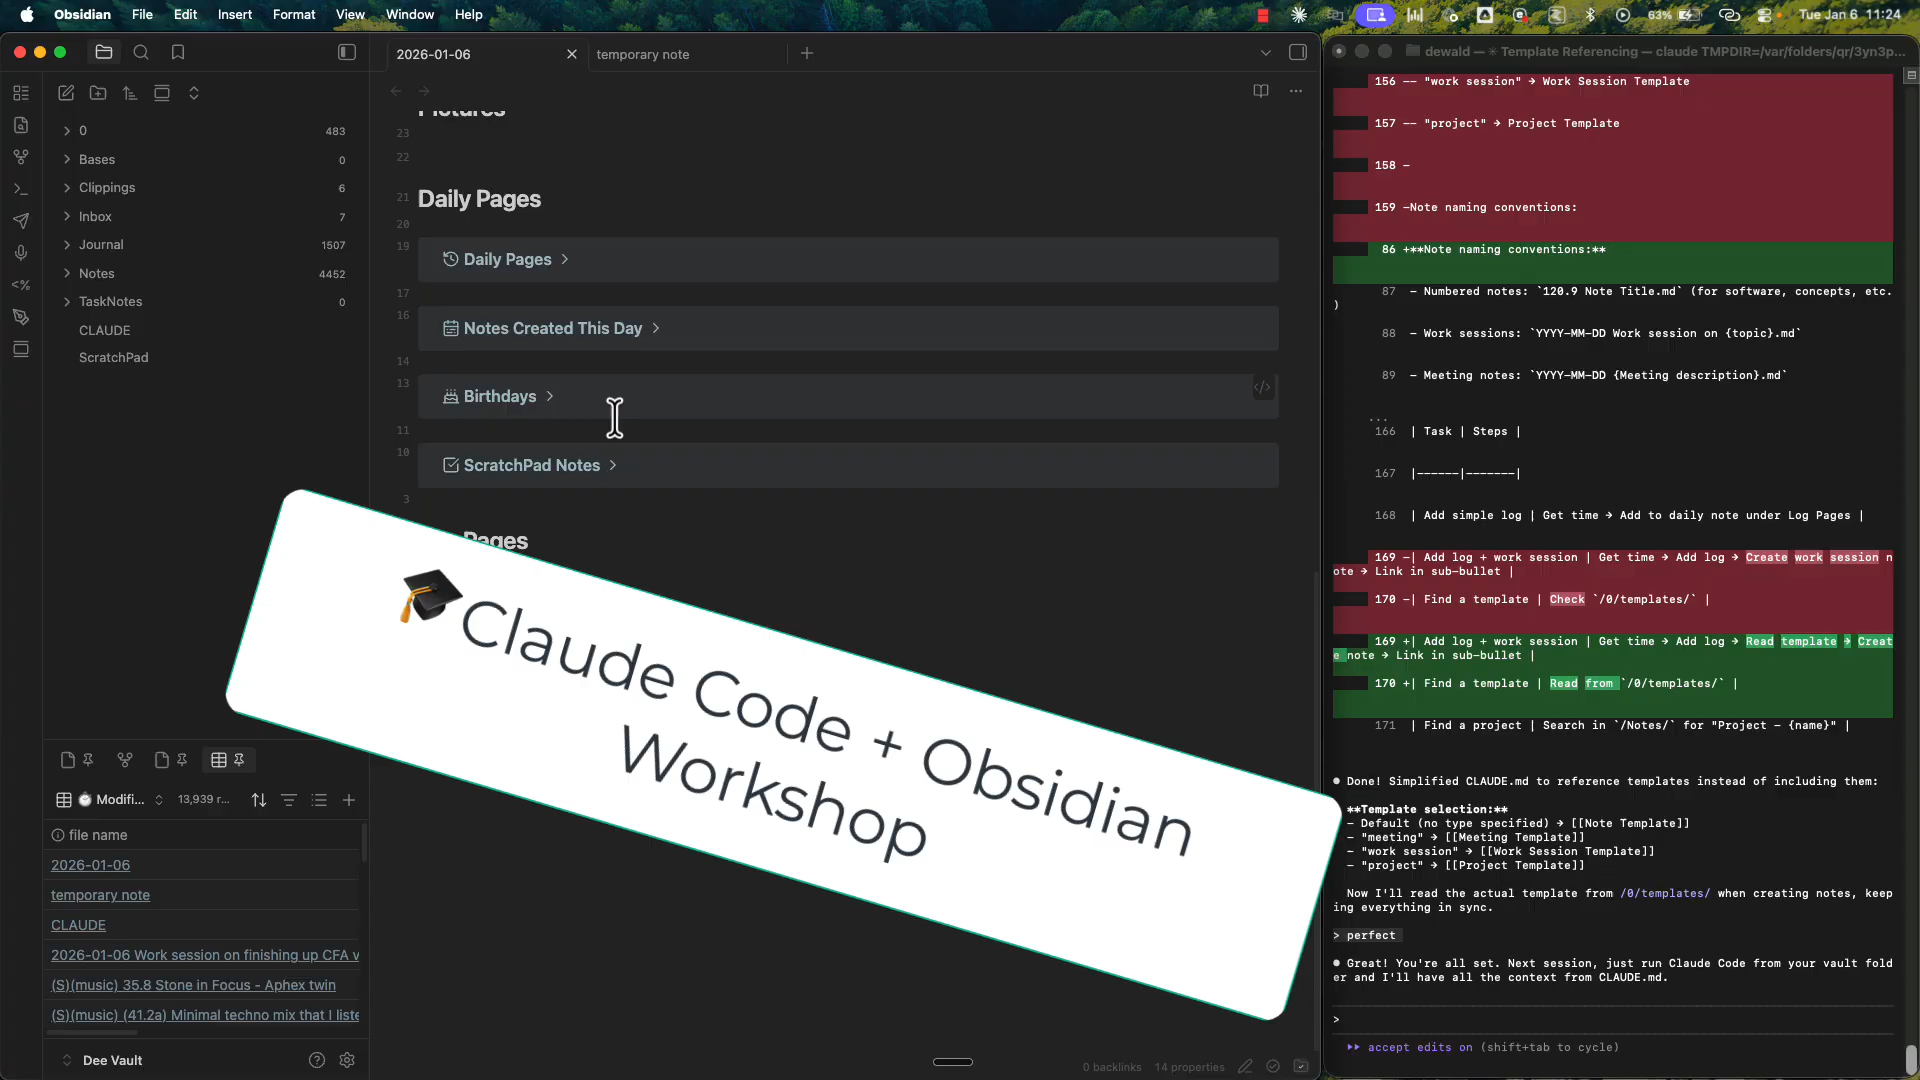 Obsidian File Edit Insert Format View Window Help
63% Tue Jan 6 11:24
2026-01-06
temporary note
dewald — ✳ Template Referencing — claude TMPDIR=/var/folders/qr/3yn3p...
0 483
Bases 0
Clippings 6
Inbox 7
Journal 1507
Notes 4452
TaskNotes 0
CLAUDE
ScratchPad
Pictures
23
22
21 Daily Pages
20
19 Daily Pages >
17
16 Notes Created This Day >
14
13 Birthdays >
11
10 ScratchPad Notes >
3
Pages
🎓Claude Code + Obsidian
Workshop
Modifi... 13,939 r...
file name
2026-01-06
temporary note
CLAUDE
2026-01-06 Work session on finishing up CFA v
(S)(music) 35.8 Stone in Focus - Aphex twin
(S)(music) (41.2a) Minimal techno mix that I liste
Dee Vault
0 backlinks 14 properties
156 -- "work session" → Work Session Template
157 -- "project" → Project Template
158 -
159 -Note naming conventions:
86 +**Note naming conventions:**
87 - Numbered notes: `120.9 Note Title.md` (for software, concepts, etc.
)
88 - Work sessions: `YYYY-MM-DD Work session on {topic}.md`
89 - Meeting notes: `YYYY-MM-DD {Meeting description}.md`
...
166 | Task | Steps |
167 |------|-------|
168 | Add simple log | Get time → Add to daily note under Log Pages |
169 -| Add log + work session | Get time → Add log → Create work session n
ote → Link in sub-bullet |
170 -| Find a template | Check `/0/templates/` |
169 +| Add log + work session | Get time → Add log → Read template → Creat
e note → Link in sub-bullet |
170 +| Find a template | Read from `/0/templates/` |
171 | Find a project | Search in `/Notes/` for "Project - {name}" |
Done! Simplified CLAUDE.md to reference templates instead of including them:
**Template selection:**
- Default (no type specified) → [[Note Template]]
- "meeting" → [[Meeting Template]]
- "work session" → [[Work Session Template]]
- "project" → [[Project Template]]
Now I'll read the actual template from /0/templates/ when creating notes, keep
ing everything in sync.
> perfect
Great! You're all set. Next session, just run Claude Code from your vault fold
er and I'll have all the context from CLAUDE.md.
>
accept edits on (shift+tab to cycle)